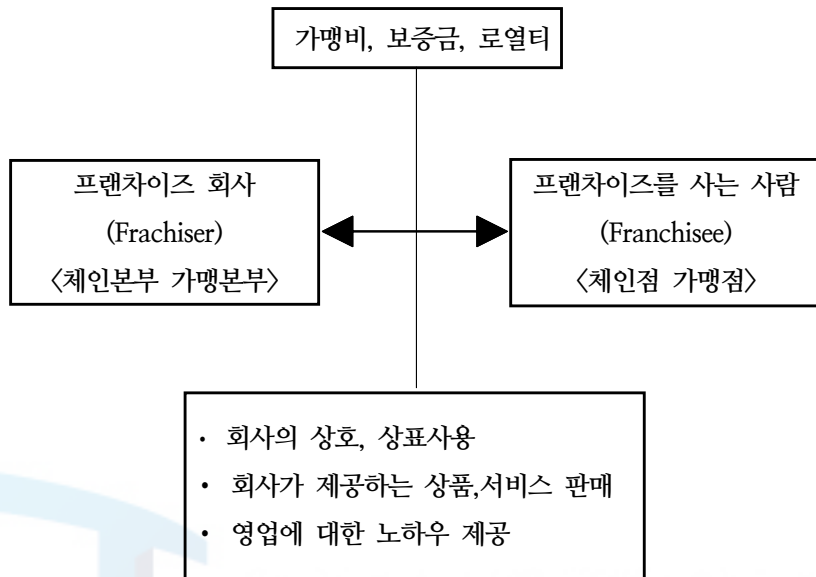 가맹비, 보증금, 로열티
프랜차이즈 회사
(Frachiser)
〈체인본부 가맹본부〉
프랜차이즈를 사는 사람
(Franchisee)
〈체인점 가맹점〉
· 회사의 상호, 상표사용
· 회사가 제공하는 상품,서비스 판매
· 영업에 대한 노하우 제공